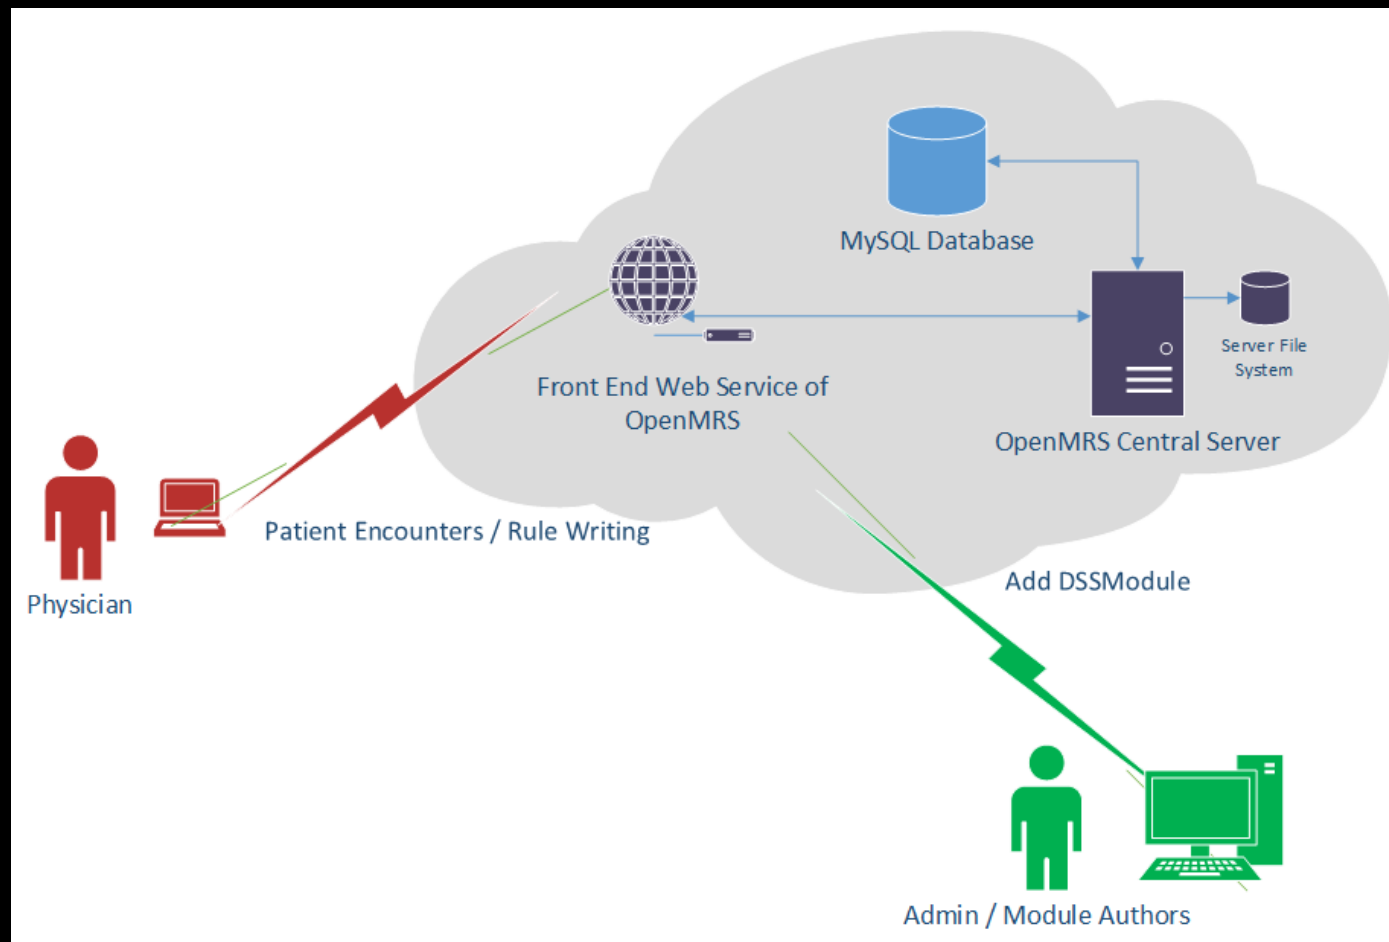 MySQL Database
Server File
System
Front End Web Service of
OpenMRS
OpenMRS Central Server
Patient Encounters / Rule Writing
Add DSSModule
Physician
Admin / Module Authors